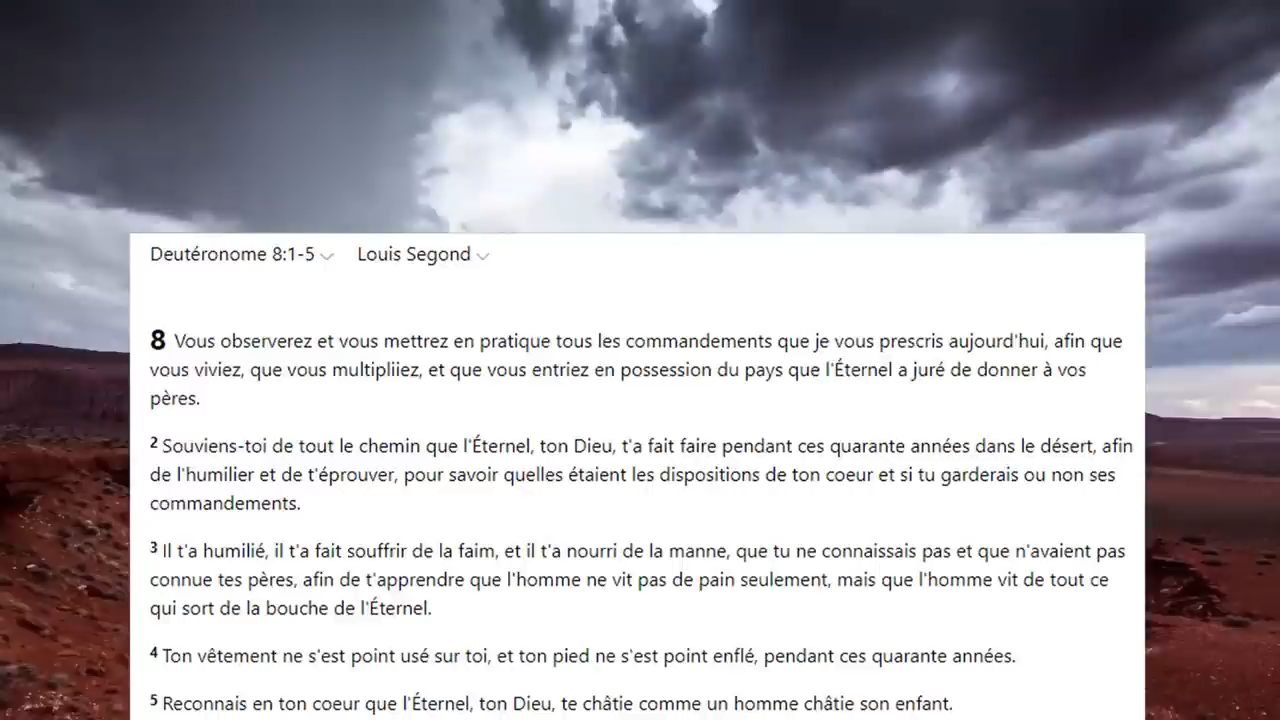 Deutéronome 8:1-5 Louis Segond
8 Vous observerez et vous mettrez en pratique tous les commandements que je vous prescris aujourd'hui, afin que
vous viviez, que vous multipliiez, et que vous entriez en possession du pays que l'Éternel a juré de donner à vos
pères.
2 Souviens-toi de tout le chemin que l'Éternel, ton Dieu, t'a fait faire pendant ces quarante années dans le désert, afin
de l'humilier et de t'éprouver, pour savoir quelles étaient les dispositions de ton coeur et si tu garderais ou non ses
commandements.
3 Il t'a humilié, il t'a fait souffrir de la faim, et il t'a nourri de la manne, que tu ne connaissais pas et que n'avaient pas
connue tes pères, afin de t'apprendre que l'homme ne vit pas de pain seulement, mais que l'homme vit de tout ce
qui sort de la bouche de l'Éternel.
4 Ton vêtement ne s'est point usé sur toi, et ton pied ne s'est point enflé, pendant ces quarante années.
5 Reconnais en ton coeur que l'Éternel, ton Dieu, te châtie comme un homme châtie son enfant.